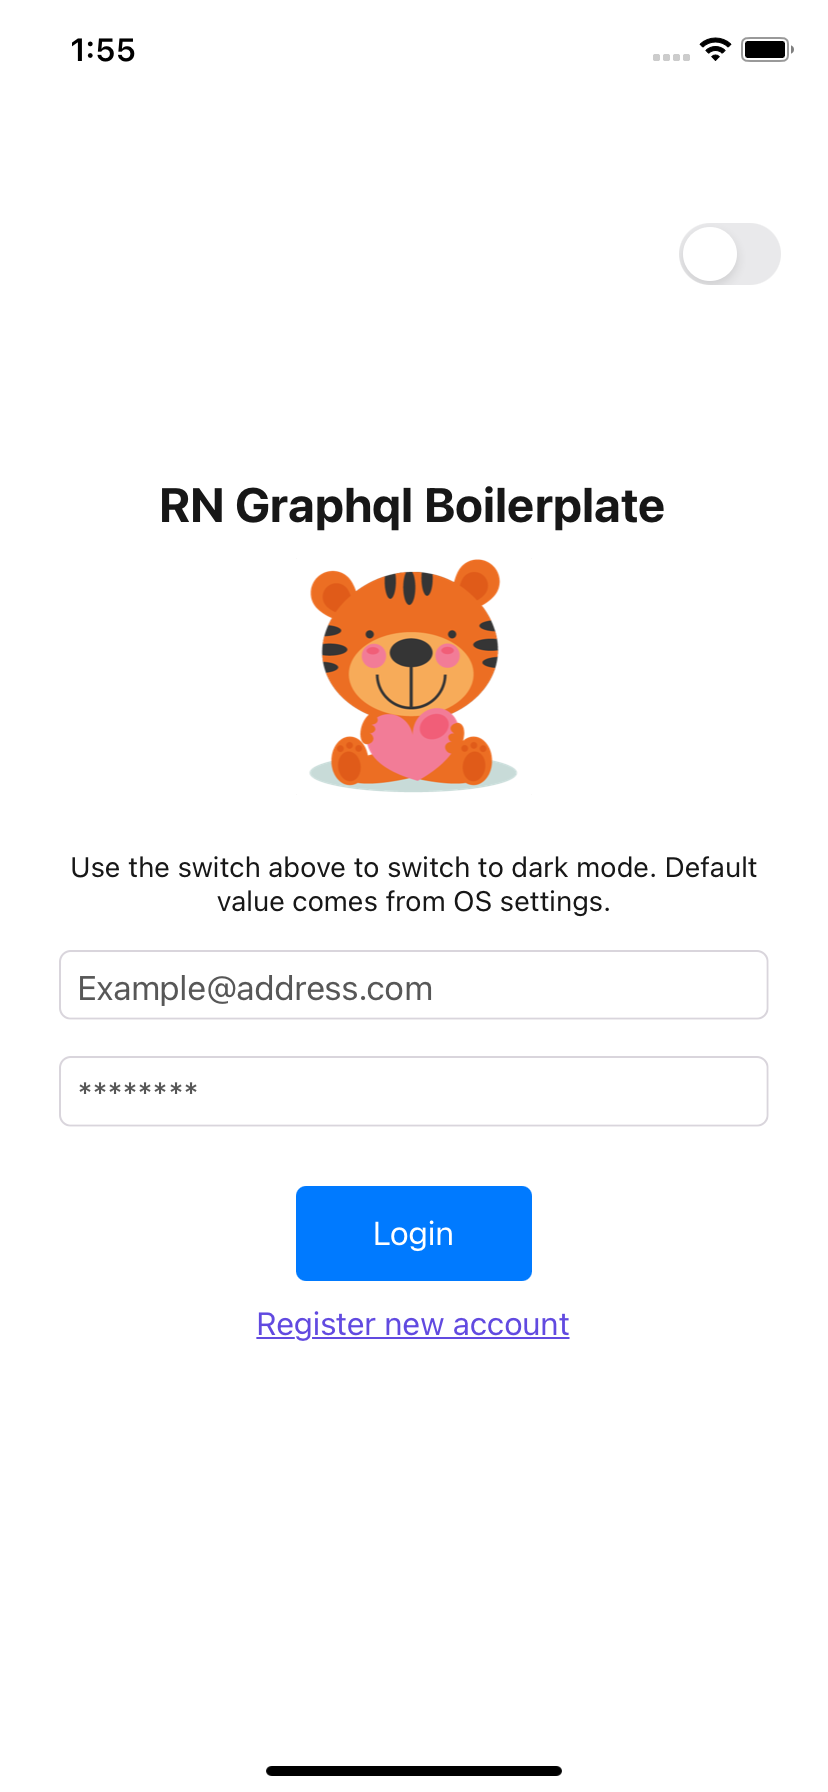 1:55
RN Graphql Boilerplate
Use the switch above to switch to dark mode. Default
value comes from OS settings.
Example@address.com
********
Login
Register new account